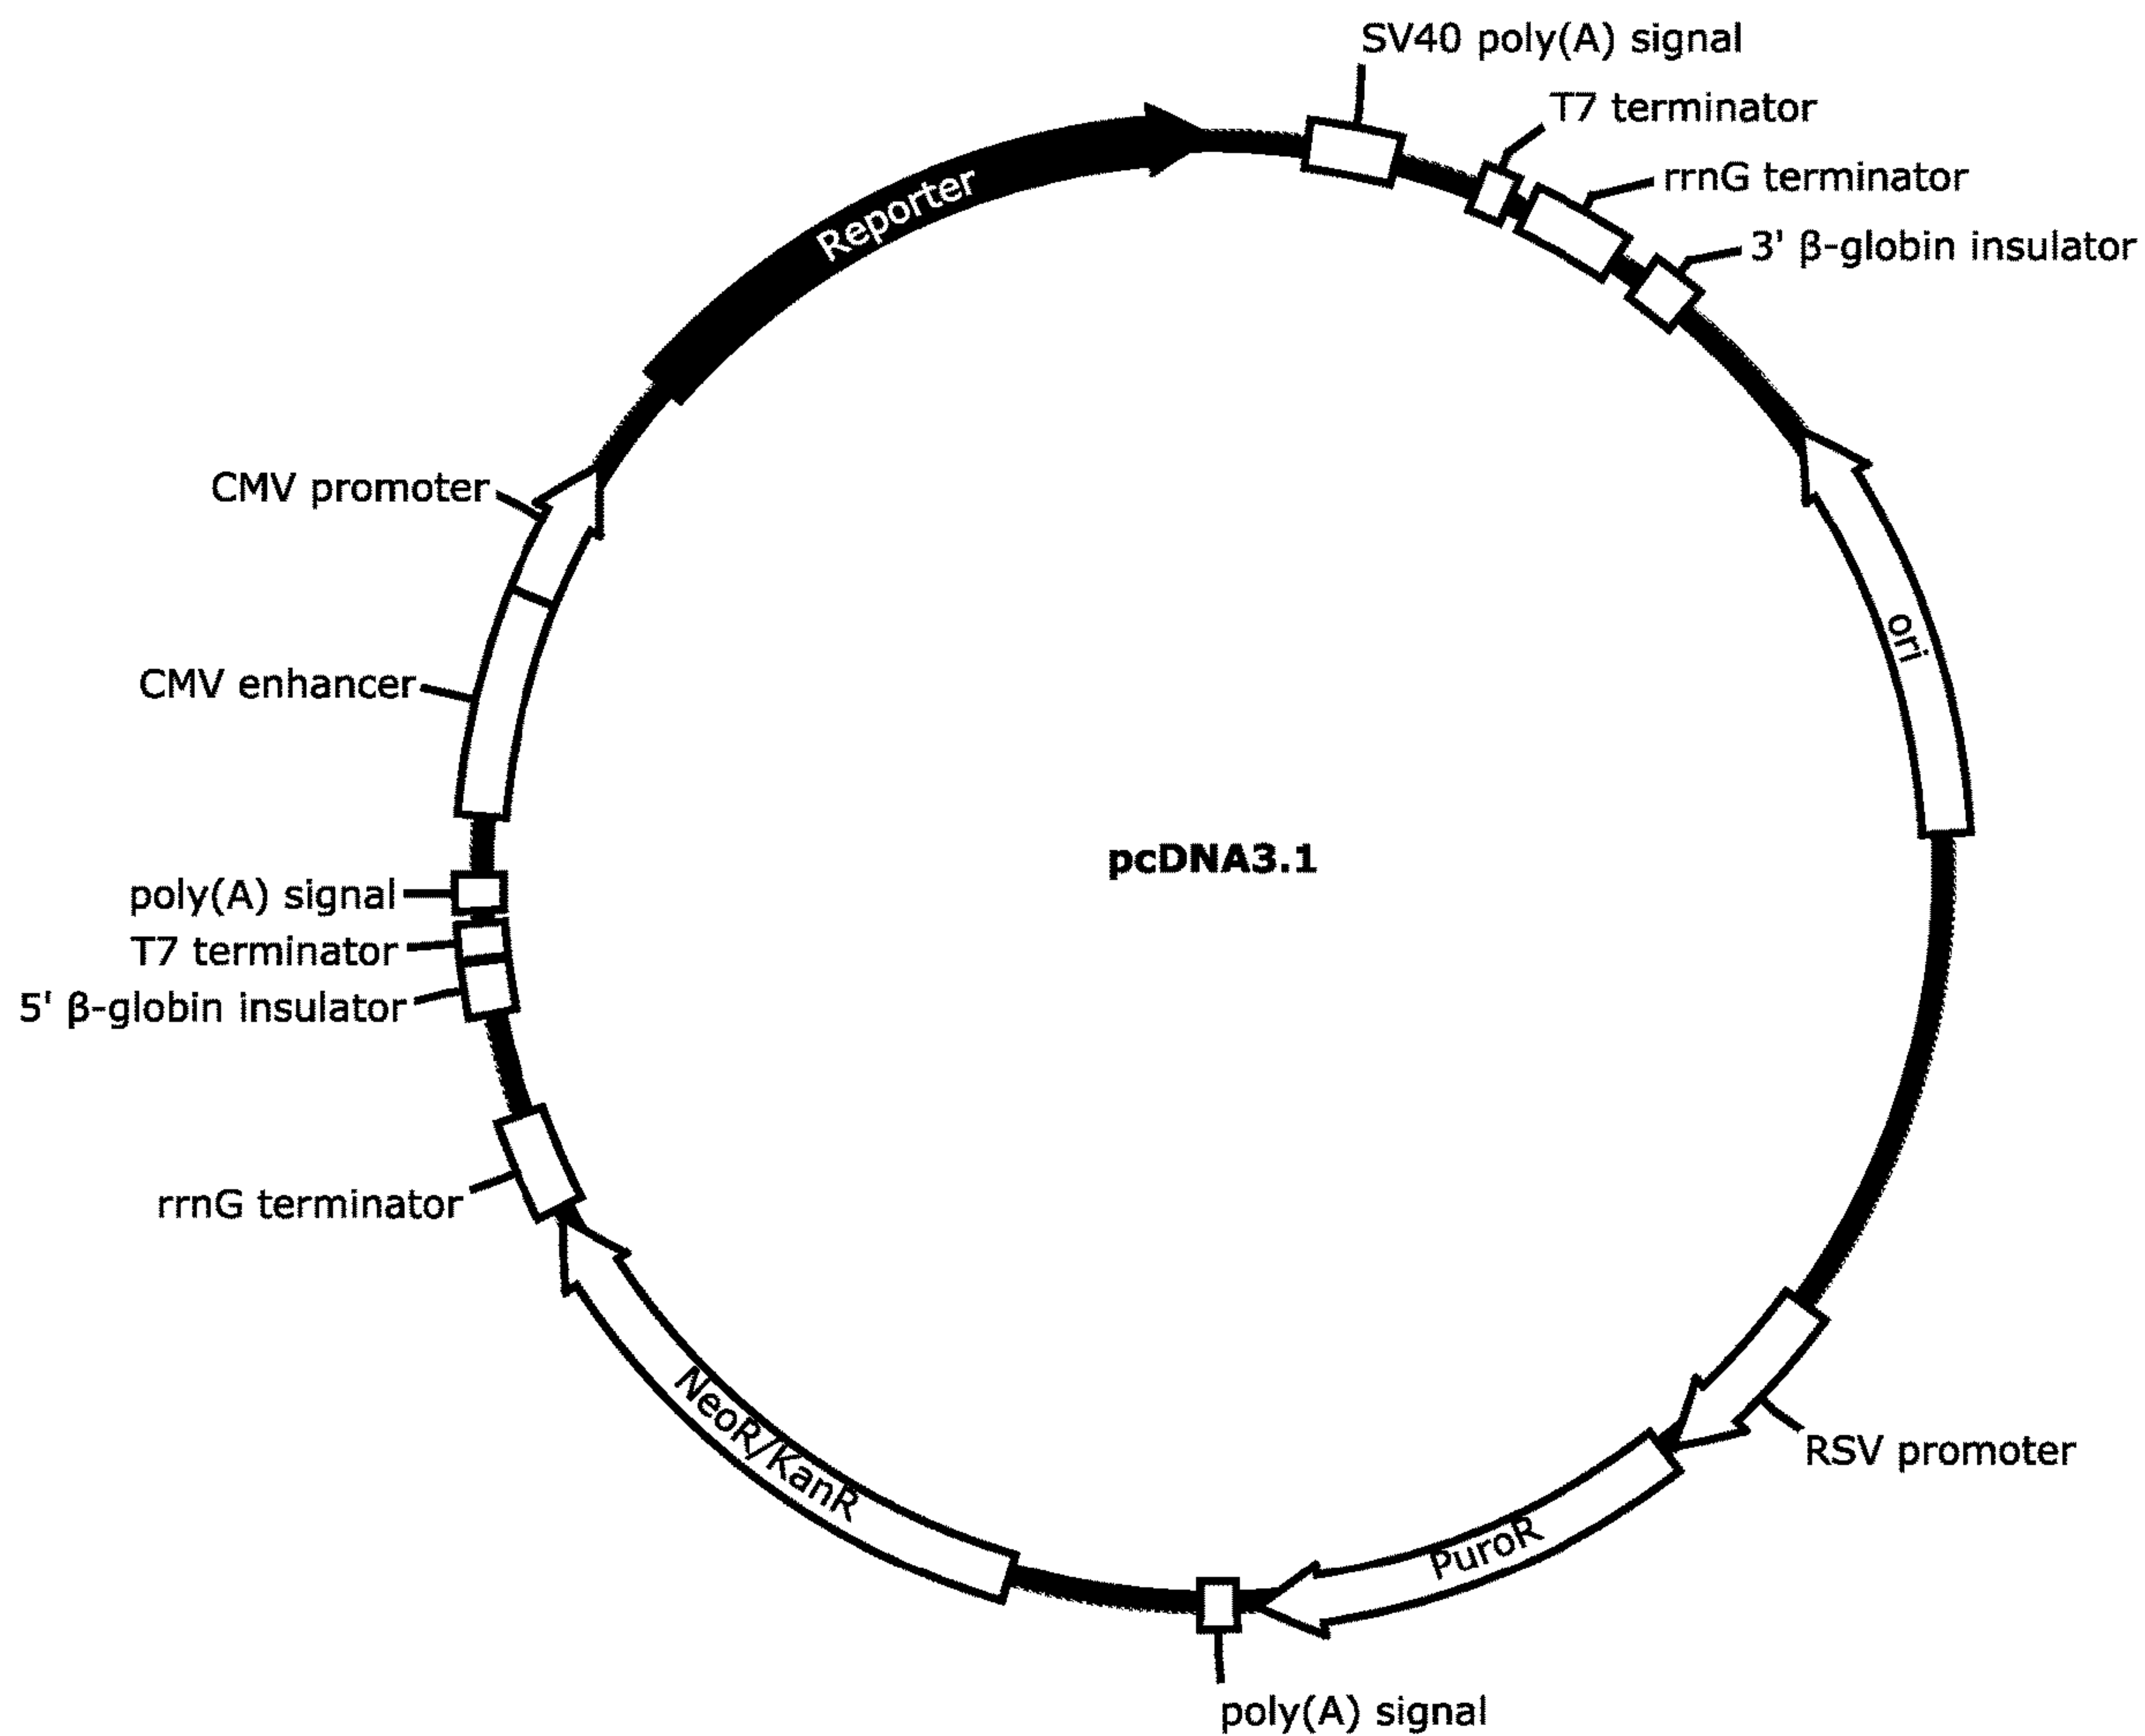 SV40 poly(A) signal
T7 terminator
rrnG terminator
3' β-globin insulator
Reporter
CMV promoter
CMV enhancer
ori
pcDNA3.1
poly(A) signal
T7 terminator
5' β-globin insulator
rrnG terminator
NeoR/KanR
PuroR
RSV promoter
poly(A) signal